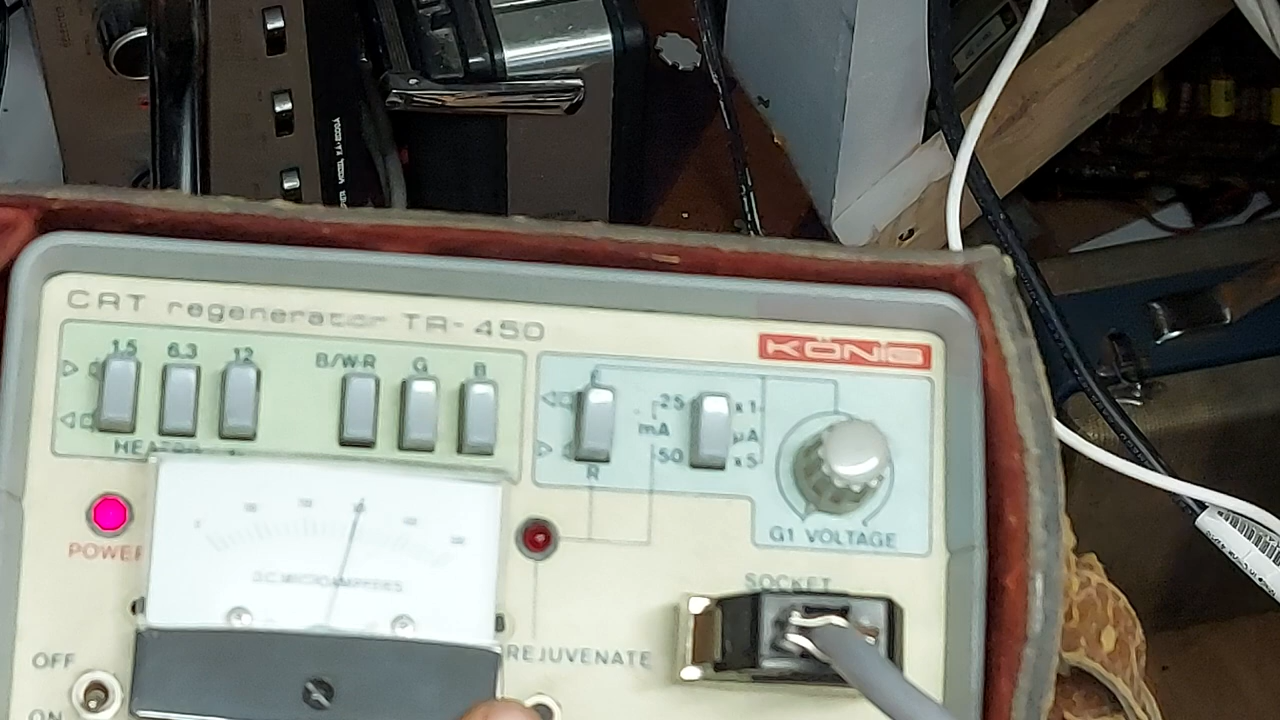 CRT regenerator TR-450
KÖNIG
1.5 6.3 12 B/W-R G B
25 x1
mA µA
50 x5
R
G1 VOLTAGE
POWER
D.C. MICROAMPERES
SOCKET
REJUVENATE
OFF
ON